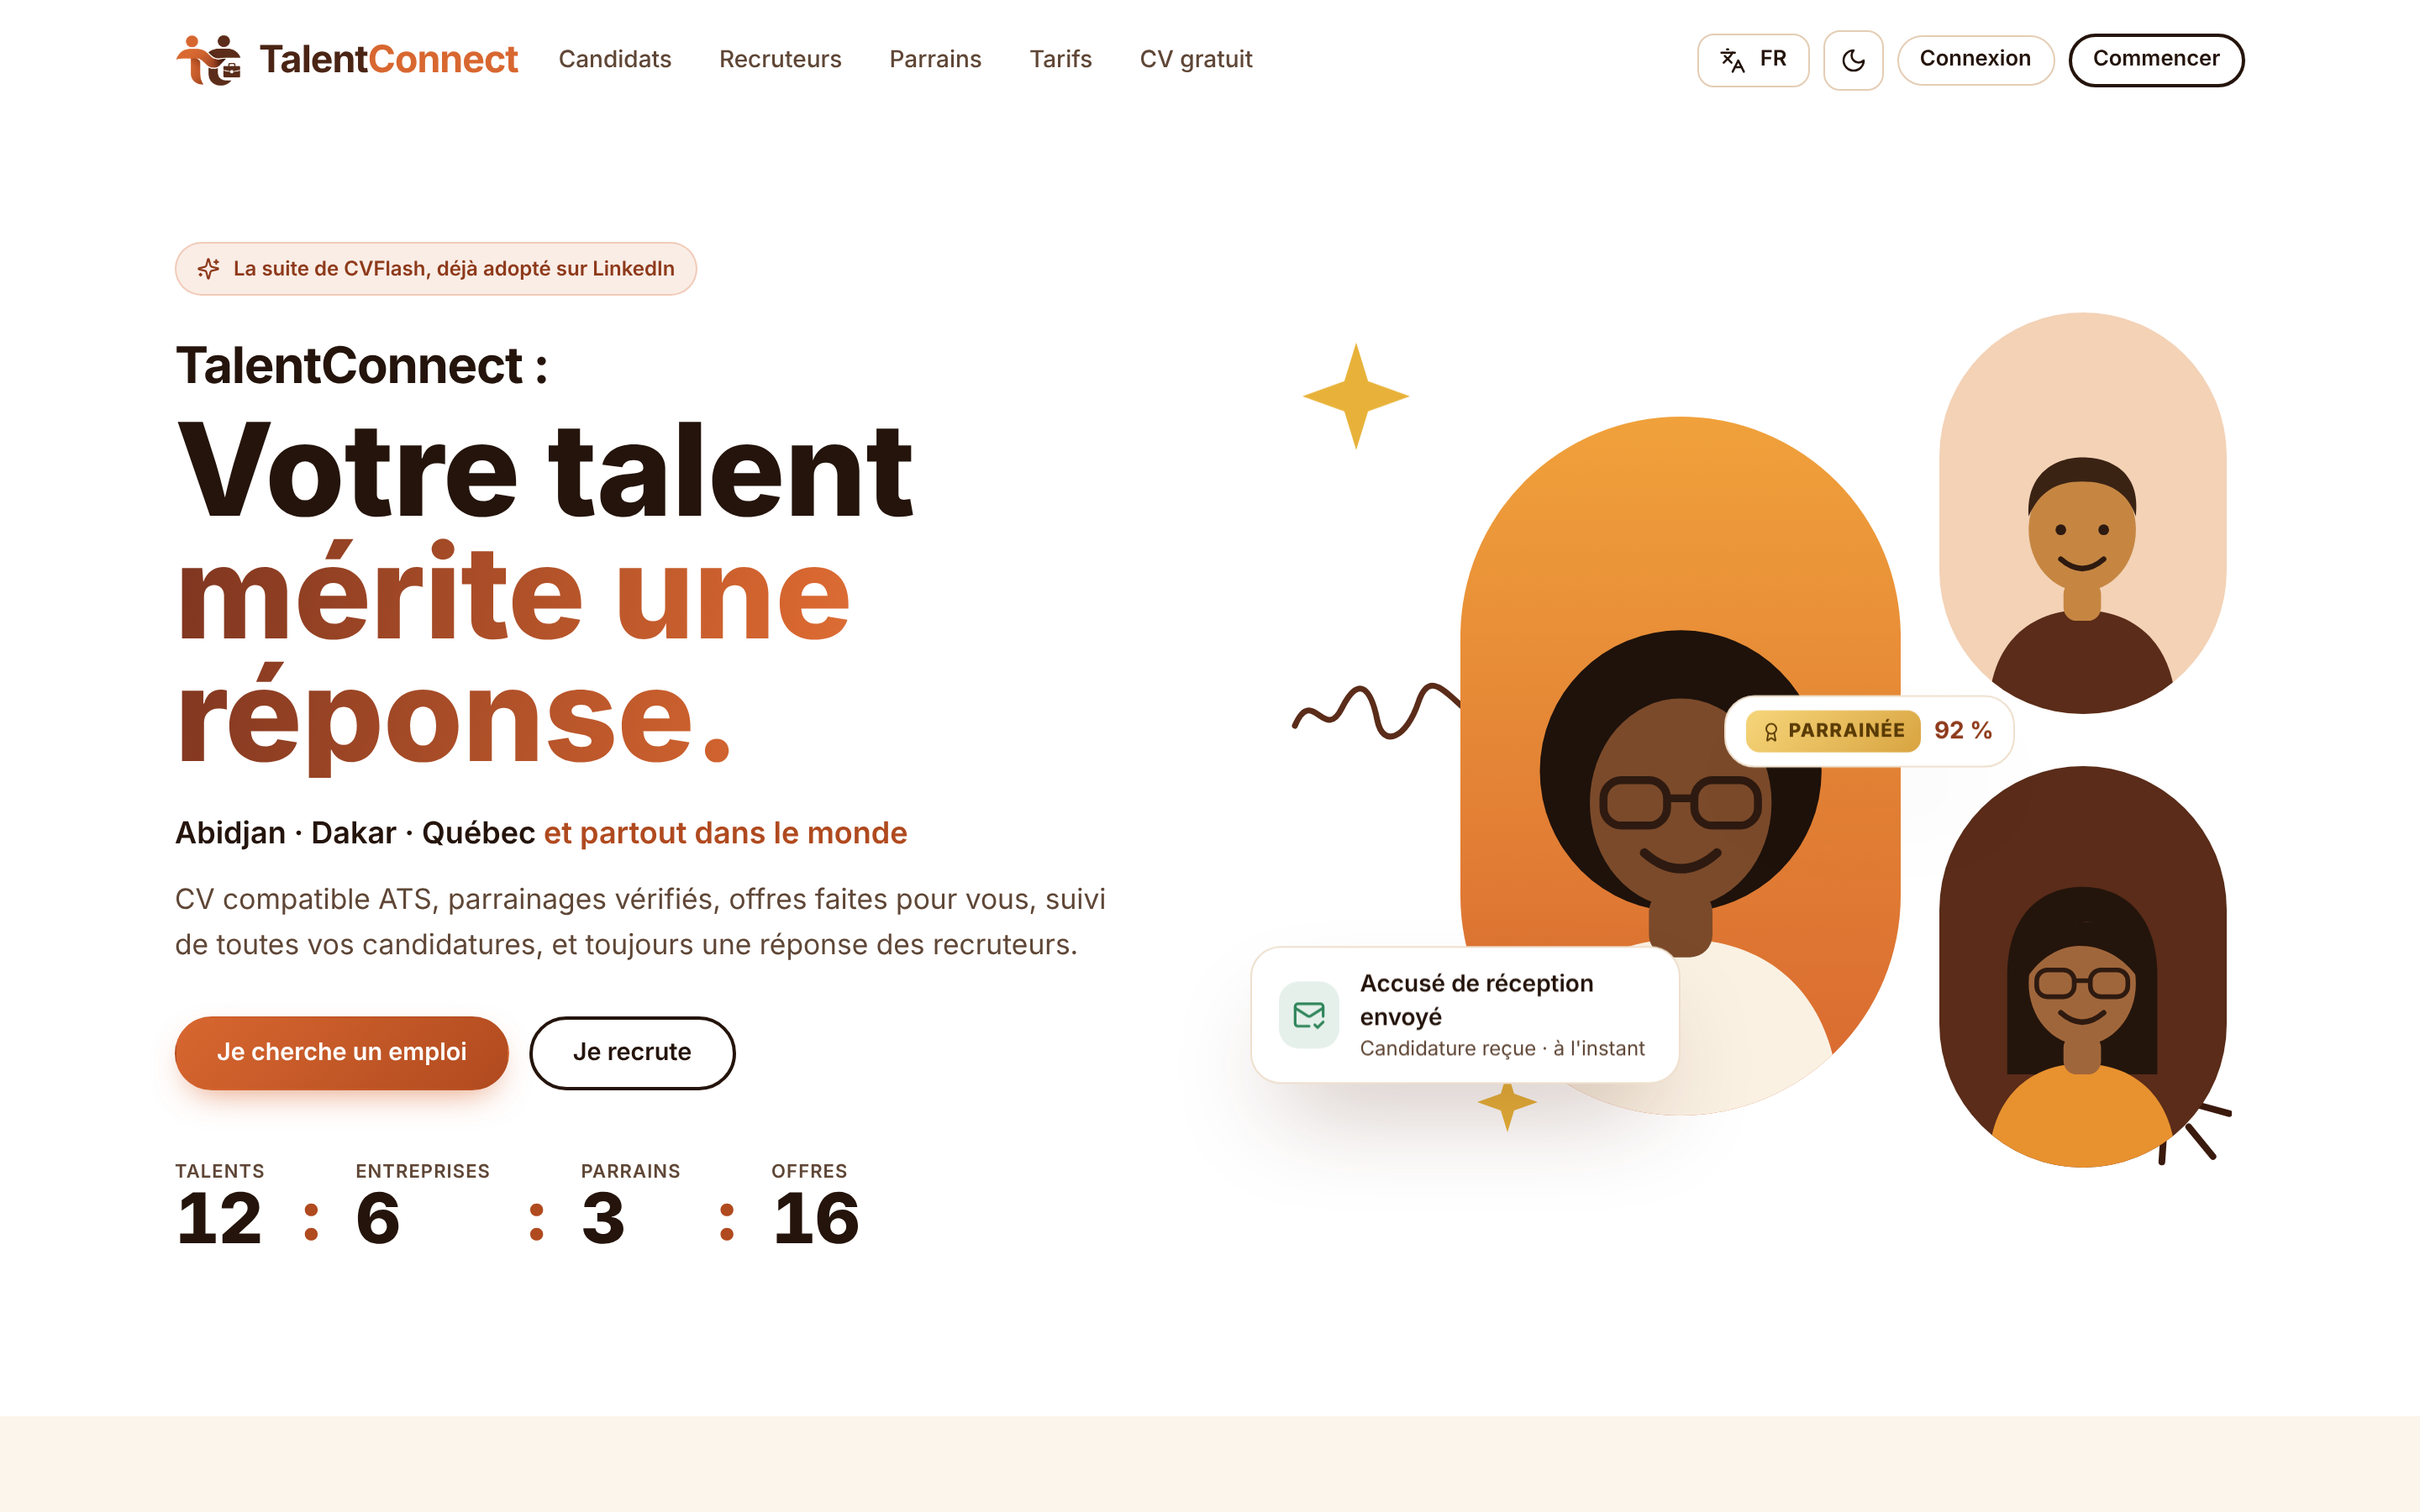 TalentConnect
Candidats
Recruteurs
Parrains
Tarifs
CV gratuit
FR
Connexion
Commencer
La suite de CVFlash, déjà adopté sur LinkedIn
TalentConnect :
Votre talent
mérite une
réponse.
Abidjan · Dakar · Québec et partout dans le monde
CV compatible ATS, parrainages vérifiés, offres faites pour vous, suivi
de toutes vos candidatures, et toujours une réponse des recruteurs.
Je cherche un emploi
Je recrute
TALENTS
12
:
ENTREPRISES
6
:
PARRAINS
3
:
OFFRES
16
PARRAINÉE 92 %
Accusé de réception
envoyé
Candidature reçue · à l'instant